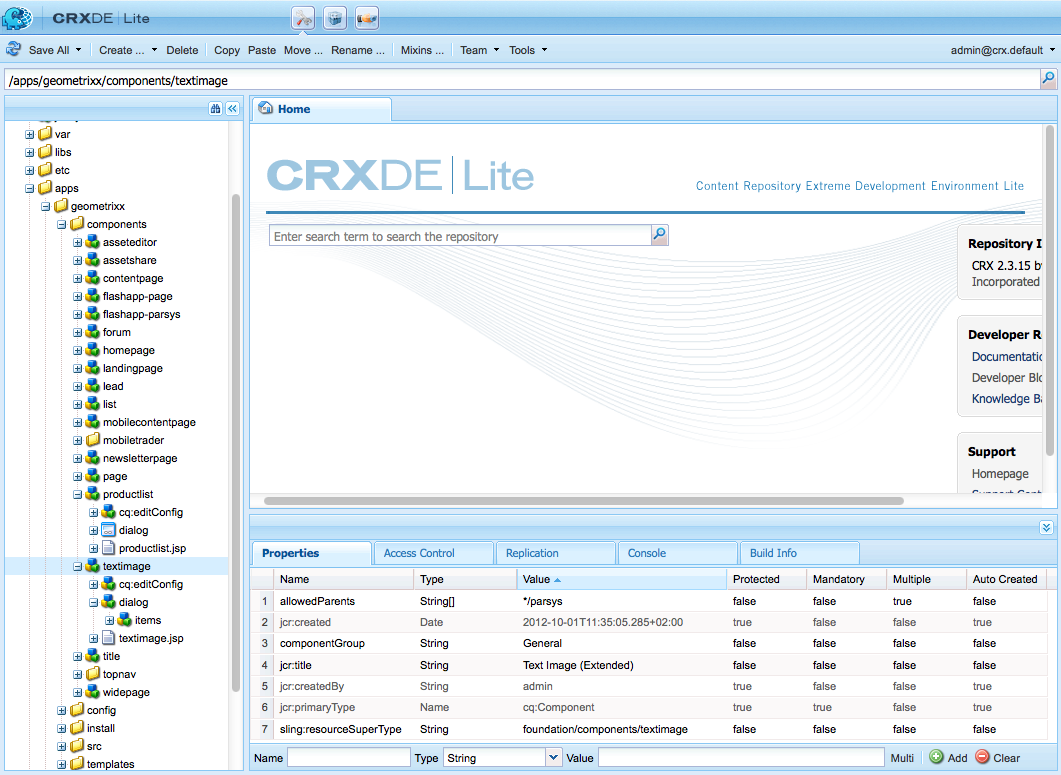 CRXDE | Lite
Save All Create ... Delete Copy Paste Move ... Rename ... Mixins ... Team Tools admin@crx.default
/apps/geometrixx/components/textimage
var
libs
etc
apps
geometrixx
components
asseteditor
assetshare
contentpage
flashapp-page
flashapp-parsys
forum
homepage
landingpage
lead
list
mobilecontentpage
mobiletrader
newsletterpage
page
productlist
cq:editConfig
dialog
productlist.jsp
textimage
cq:editConfig
dialog
items
textimage.jsp
title
topnav
widepage
config
install
src
templates
Home
CRXDE | Lite
Content Repository Extreme Development Environment Lite
Enter search term to search the repository
Repository I
CRX 2.3.15 by
Incorporated
Developer R
Documentatio
Developer Blo
Knowledge Ba
Support
Homepage
Properties Access Control Replication Console Build Info
Name Type Value Protected Mandatory Multiple Auto Created
1 allowedParents String[] */parsys false false true false
2 jcr:created Date 2012-10-01T11:35:05.285+02:00 true false false true
3 componentGroup String General false false false false
4 jcr:title String Text Image (Extended) false false false false
5 jcr:createdBy String admin true false false true
6 jcr:primaryType Name cq:Component true true false true
7 sling:resourceSuperType String foundation/components/textimage false false false false
Name Type String Value Multi Add Clear